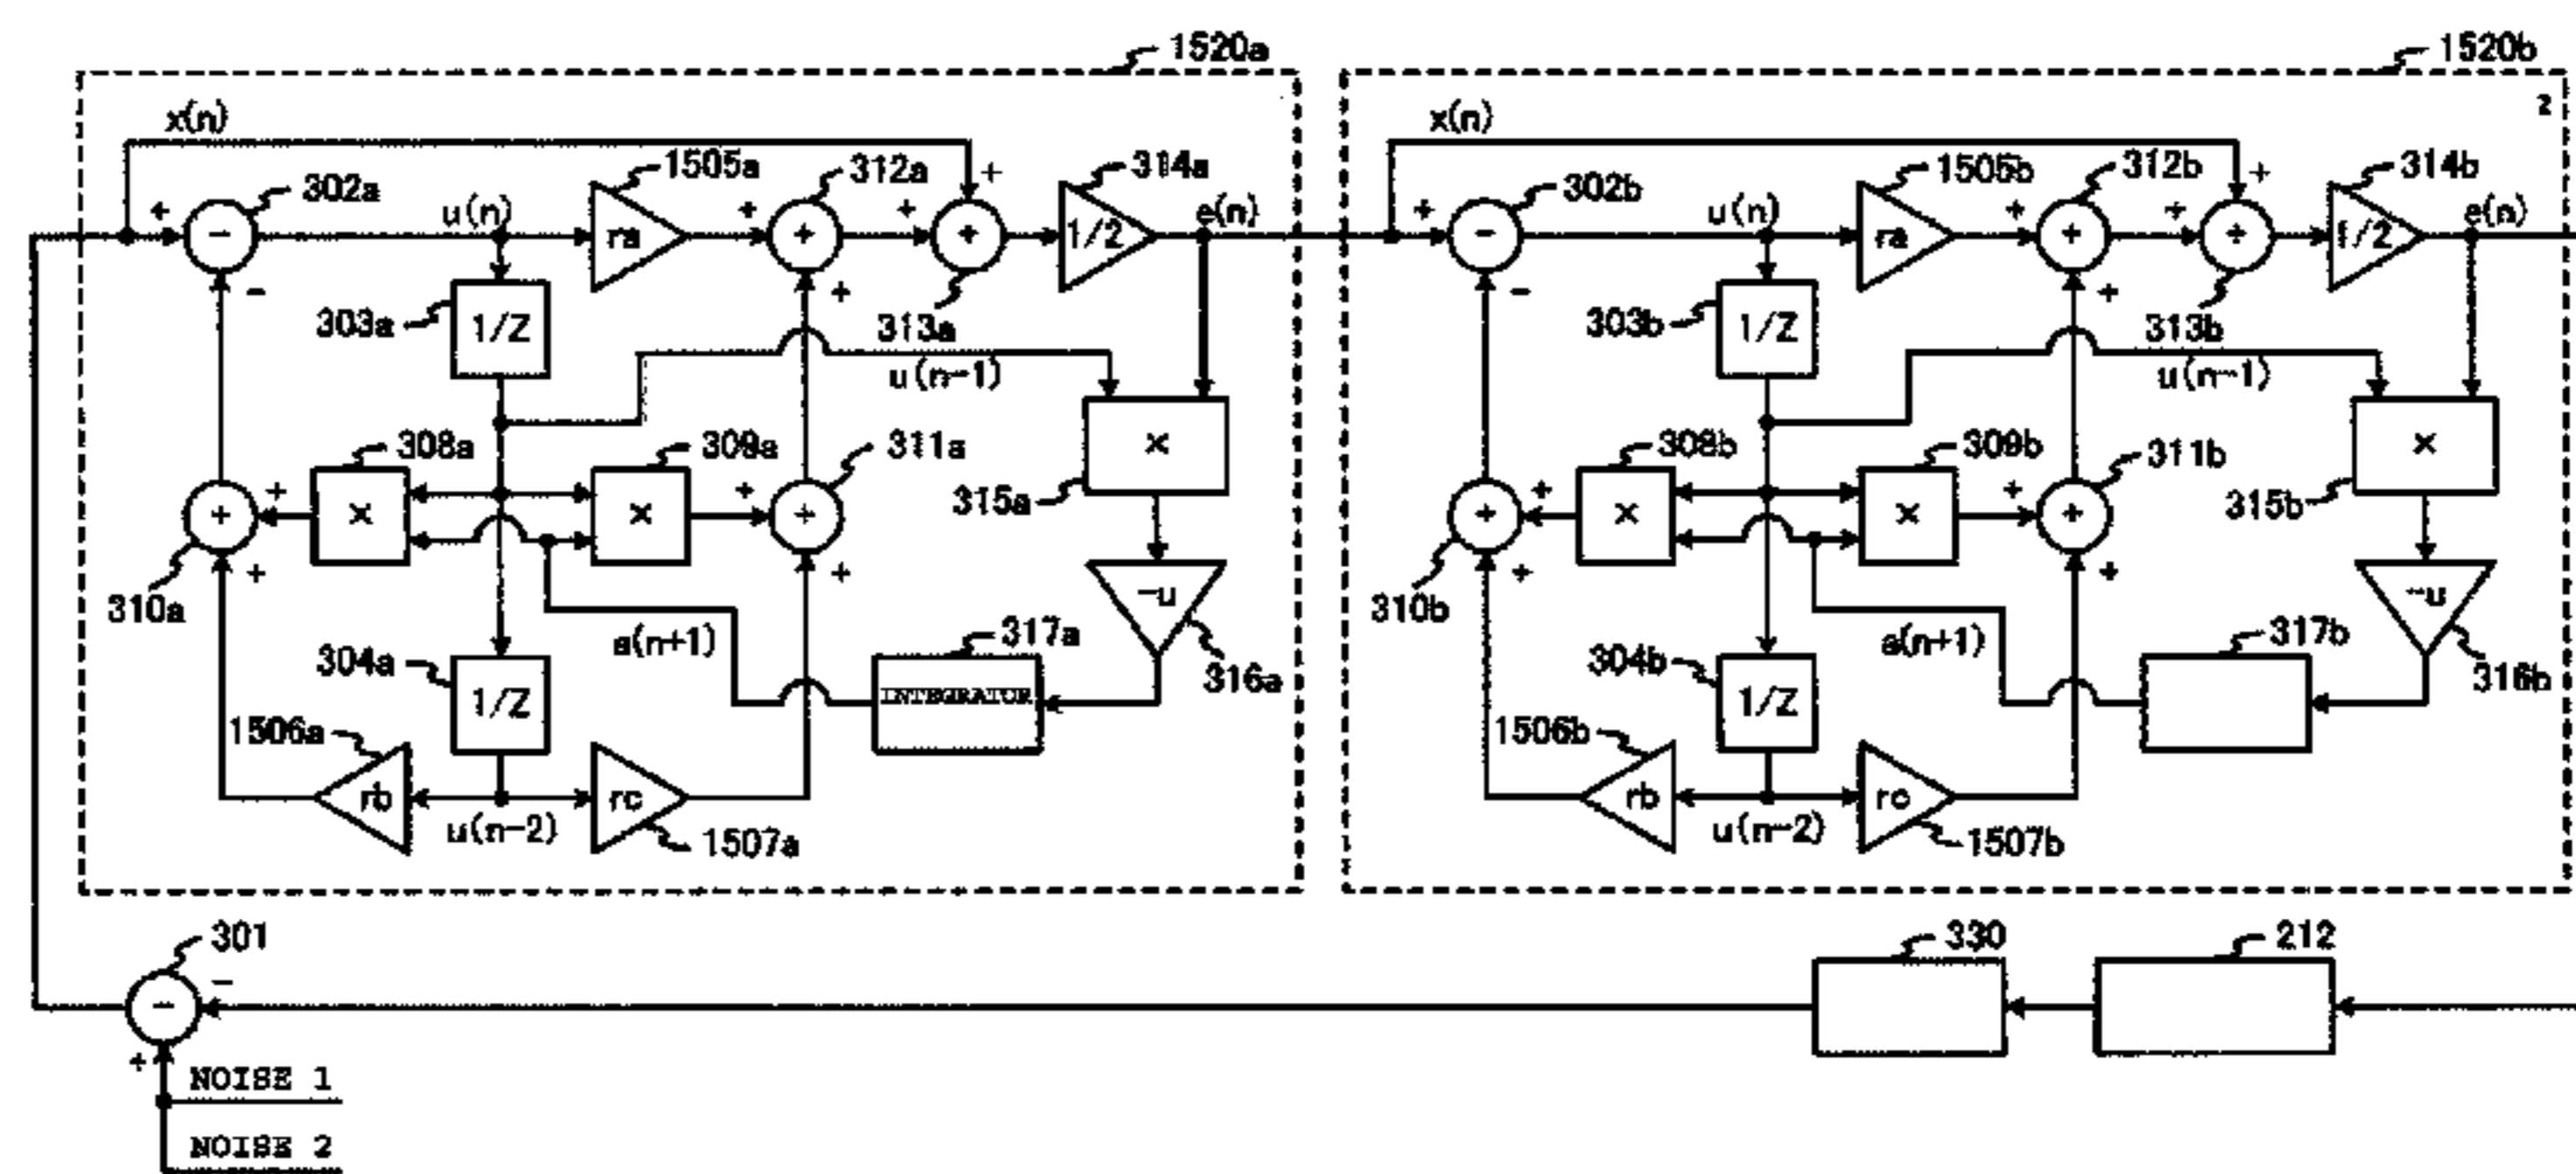 1520a
1520b
2
x(n)
x(n)
1505a
312a
314a
302a
+
u(n)
+
+
+
e(n)
-
ra
+
+
1/2
1505b
312b
314b
302b
+
u(n)
+
+
+
e(n)
-
ra
+
+
1/2
-
303a
1/Z
+
313a
u(n-1)
-
303b
1/Z
+
313b
u(n-1)
308a
309a
311a
×
315a
+
×
×
+
+
+
310a
+
+
308b
309b
311b
×
315b
+
×
×
+
+
+
310b
+
+
-u
316a
a(n+1)
317a
INTEGRATOR
304a
1/Z
-u
316b
a(n+1)
317b
304b
1/Z
1506a
rb
rc
u(n-2)
1507a
1506b
rb
rc
u(n-2)
1507b
301
330
212
-
-
+
NOISE 1
NOISE 2